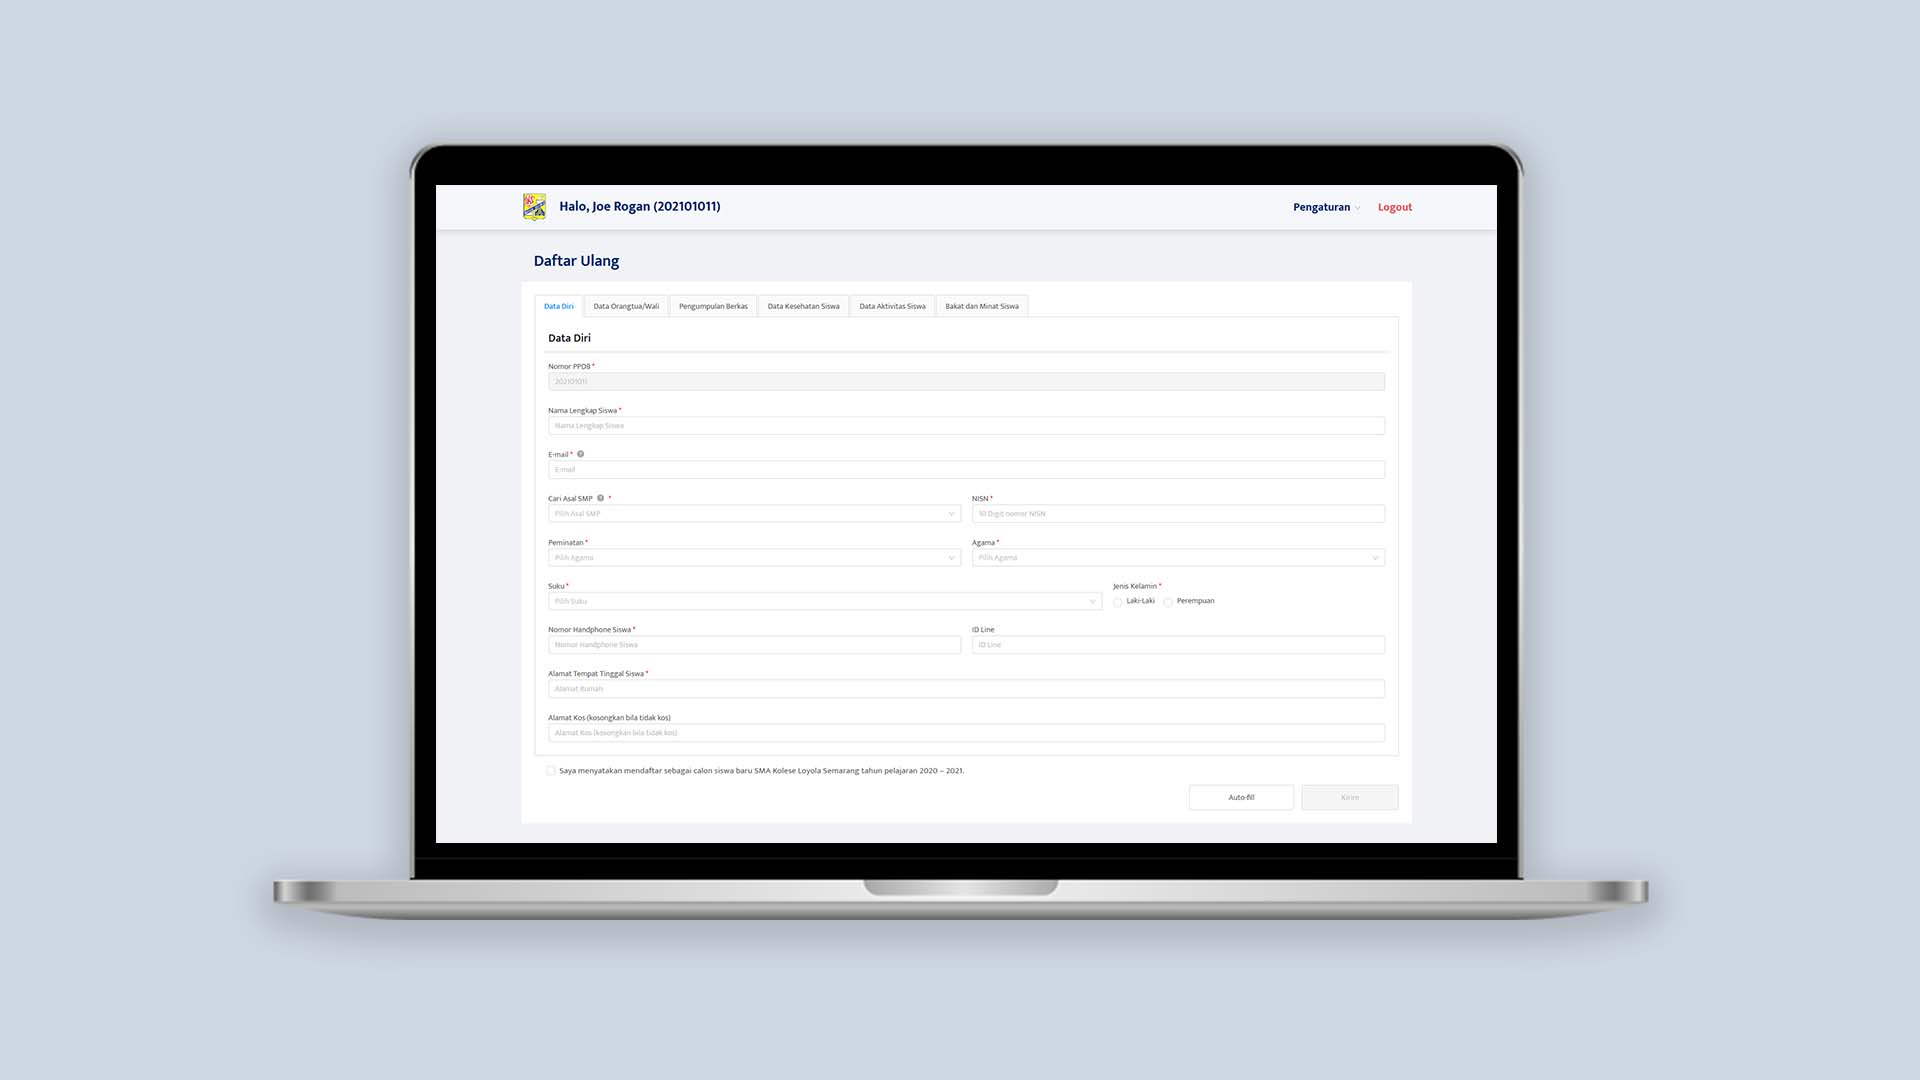 Halo, Joe Rogan (202101011)
Pengaturan
Logout
Daftar Ulang
Data Diri
Data Orangtua/Wali
Pengumpulan Berkas
Data Kesehatan Siswa
Data Aktivitas Siswa
Bakat dan Minat Siswa
Data Diri
Nomor PPDB*
202101011
Nama Lengkap Siswa*
Nama Lengkap Siswa
E-mail*
E-mail
Cari Asal SMP *
Pilih Asal SMP
NISN*
10 Digit nomor NISN
Peminatan*
Pilih Agama
Agama*
Pilih Agama
Suku*
Pilih Suku
Jenis Kelamin*
Laki-Laki
Perempuan
Nomor Handphone Siswa*
Nomor Handphone Siswa
ID Line
ID Line
Alamat Tempat Tinggal Siswa*
Alamat Rumah
Alamat Kos (kosongkan bila tidak kos)
Alamat Kos (kosongkan bila tidak kos)
Saya menyatakan mendaftar sebagai calon siswa baru SMA Kolese Loyola Semarang tahun pelajaran 2020 – 2021.
Auto-fill
Kirim